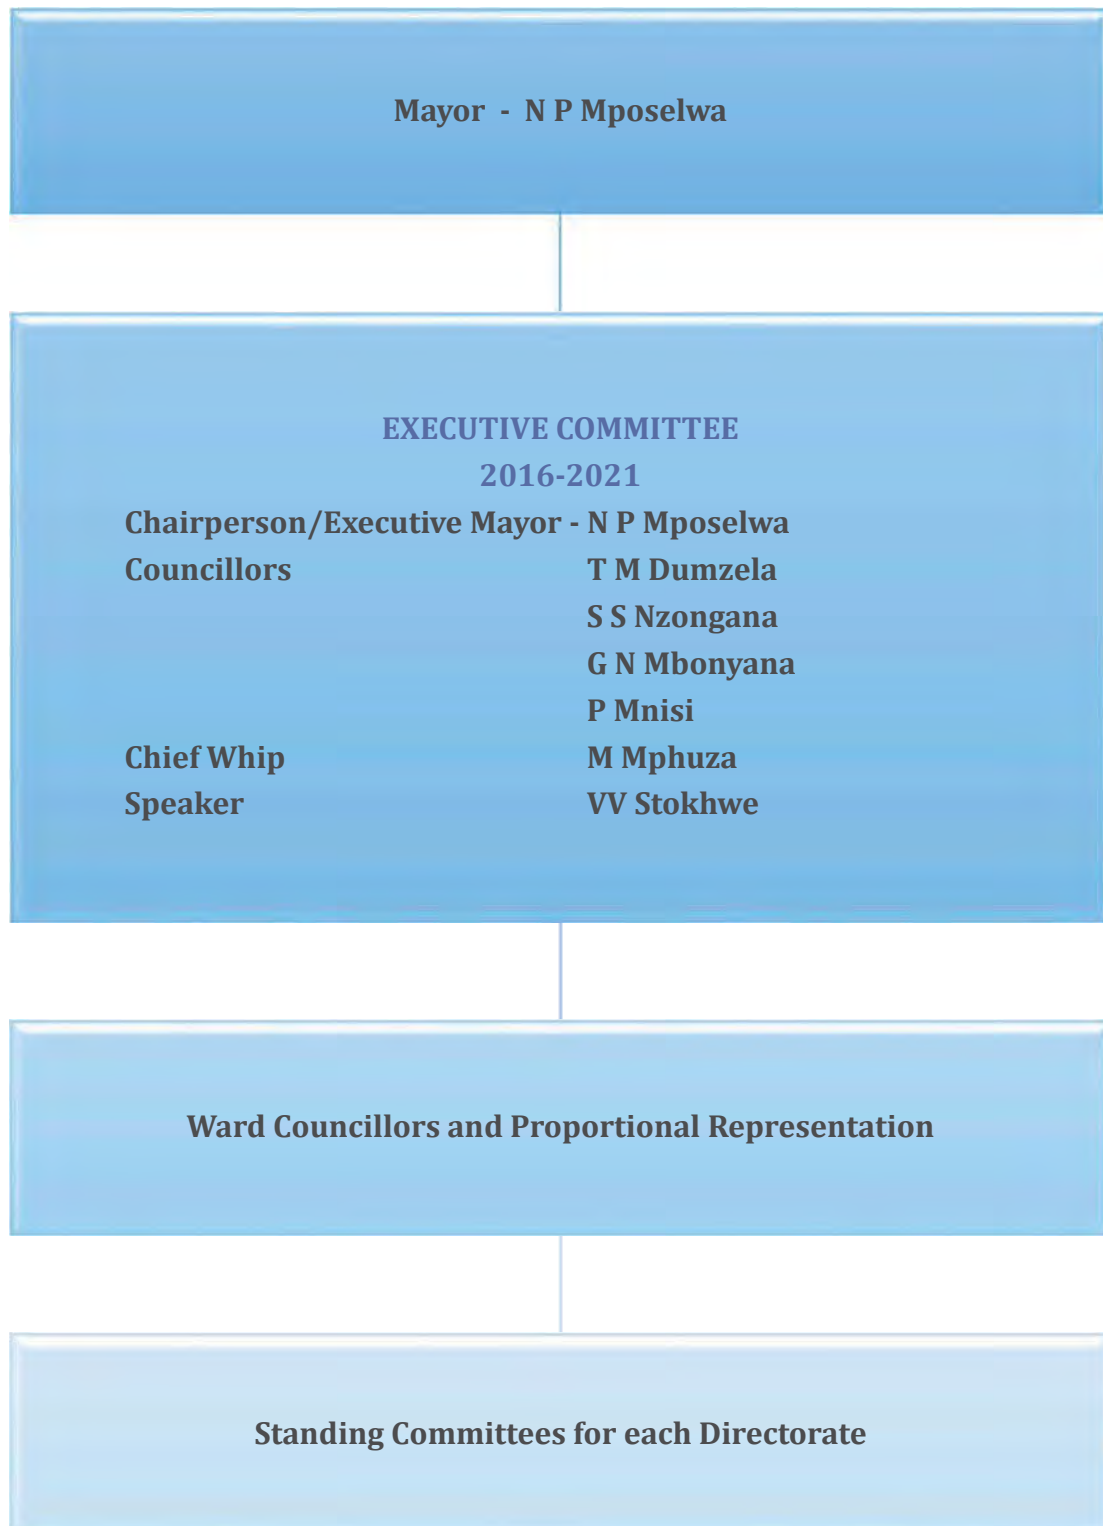 Mayor - N P Mposelwa
EXECUTIVE COMMITTEE
2016-2021
Chairperson/Executive Mayor - N P Mposelwa
Councillors T M Dumzela
S S Nzongana
G N Mbonyana
P Mnisi
Chief Whip M Mphuza
Speaker VV Stokhwe
Ward Councillors and Proportional Representation
Standing Committees for each Directorate